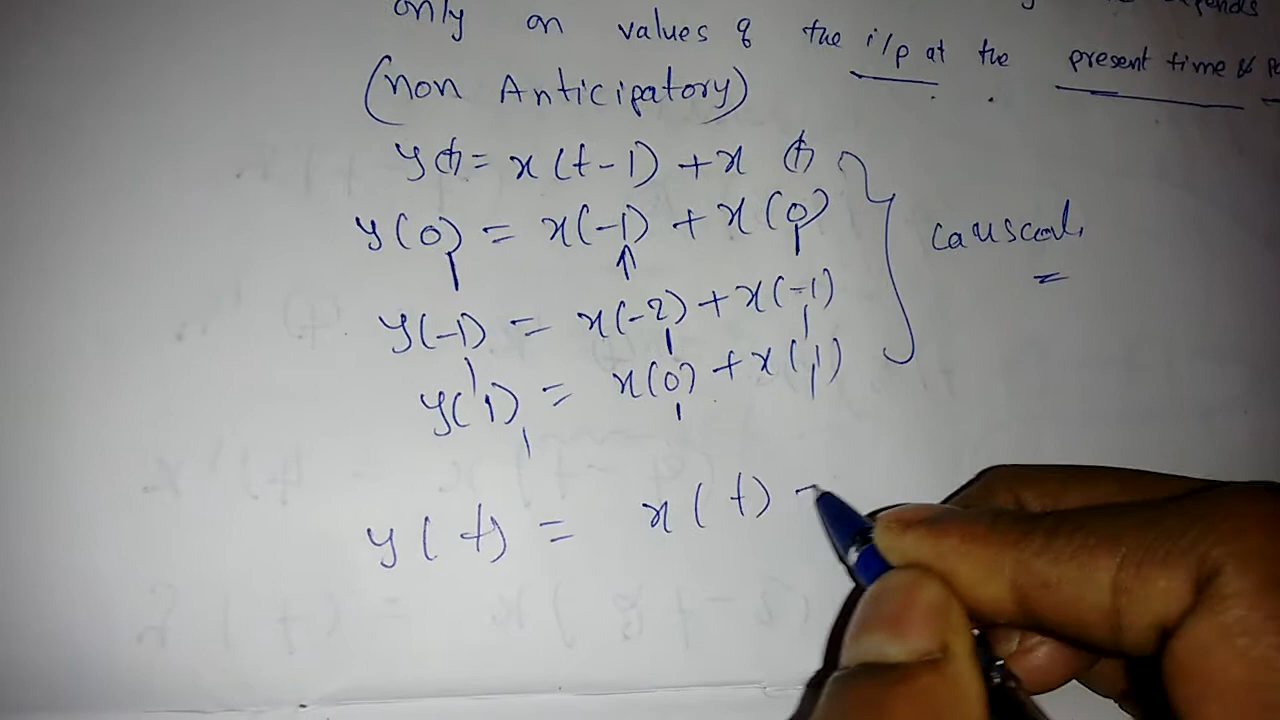 only on values of the i/p at the present time &
(non Anticipatory)
y(t) = x(t-1) + x (t)
y(0) = x(-1) + x(0)
causcal.
y(-1) = x(-2) + x(-1)
y(1) = x(0) + x(1)
y(t) = x(t) -